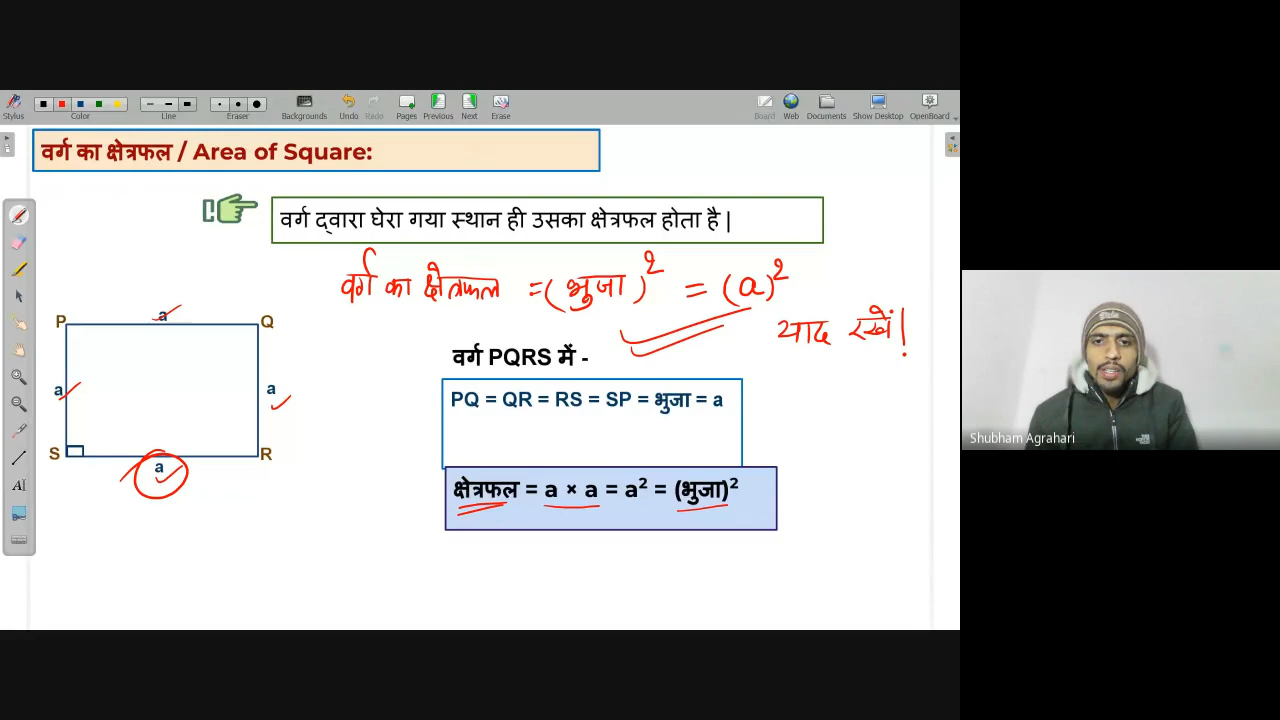 Stylus
Color
Line
Eraser
Backgrounds
Undo
Redo
Pages
Previous
Next
Erase
Board
Web
Documents
Show Desktop
OpenBoard
वर्ग का क्षेत्रफल / Area of Square:
वर्ग द्वारा घेरा गया स्थान ही उसका क्षेत्रफल होता है |
वर्ग का क्षेत्रफल = (भुजा)² = (a)²
याद रखें!
P a Q
a a
S R
a
वर्ग PQRS में -
PQ = QR = RS = SP = भुजा = a
क्षेत्रफल = a × a = a² = (भुजा)²
Shubham Agrahari